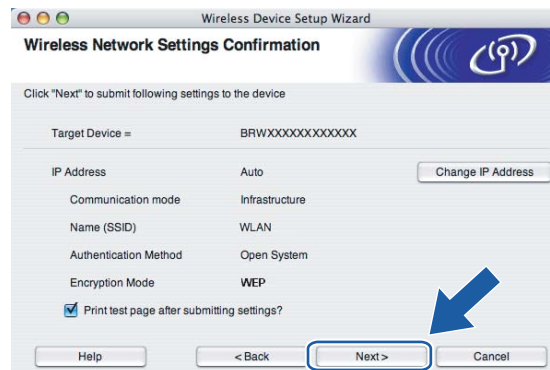 Wireless Device Setup Wizard
Wireless Network Settings Confirmation
Click "Next" to submit following settings to the device
Target Device = BRWXXXXXXXXXXXX
IP Address Auto Change IP Address
Communication mode Infrastructure
Name (SSID) WLAN
Authentication Method Open System
Encryption Mode WEP
Print test page after submitting settings?
Help < Back Next > Cancel